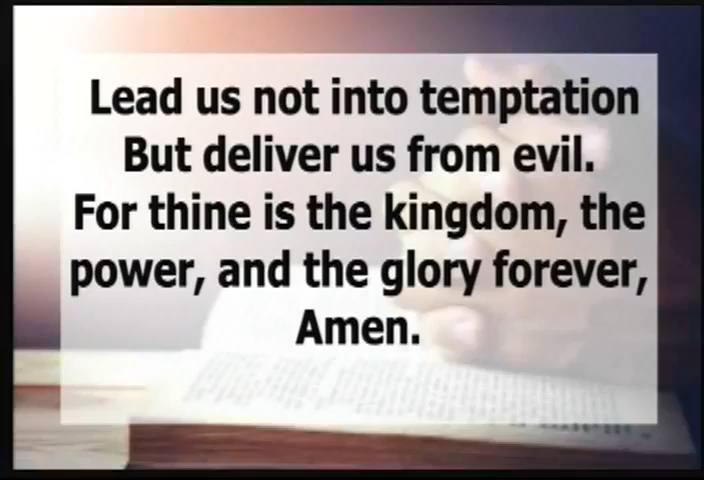 Lead us not into temptation
But deliver us from evil.
For thine is the kingdom, the
power, and the glory forever,
Amen.